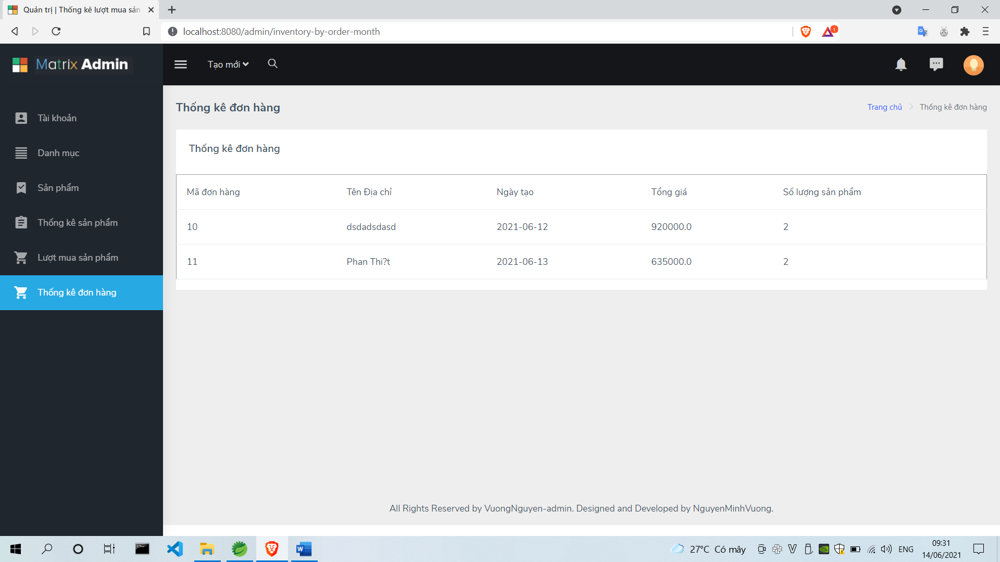 Quản trị | Thống kê lượt mua sản
localhost:8080/admin/inventory-by-order-month
1
Matrix Admin
Tạo mới
Tài khoản
Danh mục
Sản phẩm
Thống kê sản phẩm
Lượt mua sản phẩm
Thống kê đơn hàng
Thống kê đơn hàng
Trang chủ
Thống kê đơn hàng
Thống kê đơn hàng
Mã đơn hàng Tên Địa chỉ Ngày tạo Tổng giá Số lượng sản phẩm
10 dsdadsdasd 2021-06-12 920000.0 2
11 Phan Thi?t 2021-06-13 635000.0 2
All Rights Reserved by VuongNguyen-admin. Designed and Developed by NguyenMinhVuong.
27°C Có mây
ENG
09:31
14/06/2021